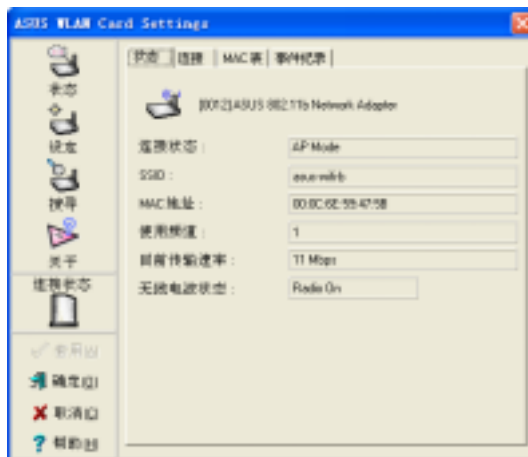 ASUS WLAN Card Settings
状态
设定
搜寻
关于
连接状态
套用(A)
确定(O)
取消(C)
帮助(H)
状态 连接 MAC表 事件纪录
[0012]ASUS 802.11b Network Adapter
连接状态 : AP Mode
SSID :
MAC地址 : 00:0C:6E:55:47:58
使用频道 : 1
目前传输速率 : 11 Mbps
无线电波状态 : Radio On